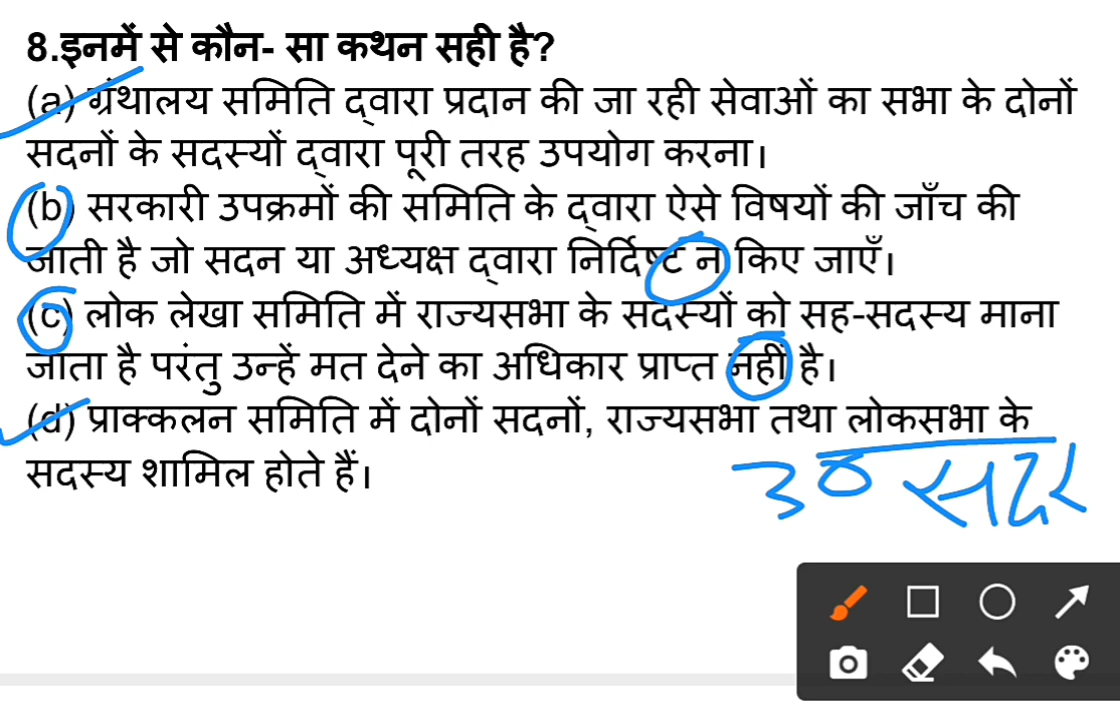 8.इनमें से कौन- सा कथन सही है?
(a) ग्रंथालय समिति द्वारा प्रदान की जा रही सेवाओं का सभा के दोनों
सदनों के सदस्यों द्वारा पूरी तरह उपयोग करना।
(b) सरकारी उपक्रमों की समिति के द्वारा ऐसे विषयों की जाँच की
जाती है जो सदन या अध्यक्ष द्वारा निर्दिष्ट न किए जाएँ।
(c) लोक लेखा समिति में राज्यसभा के सदस्यों को सह-सदस्य माना
जाता है परंतु उन्हें मत देने का अधिकार प्राप्त नहीं है।
(d) प्राक्कलन समिति में दोनों सदनों, राज्यसभा तथा लोकसभा के
सदस्य शामिल होते हैं।
30